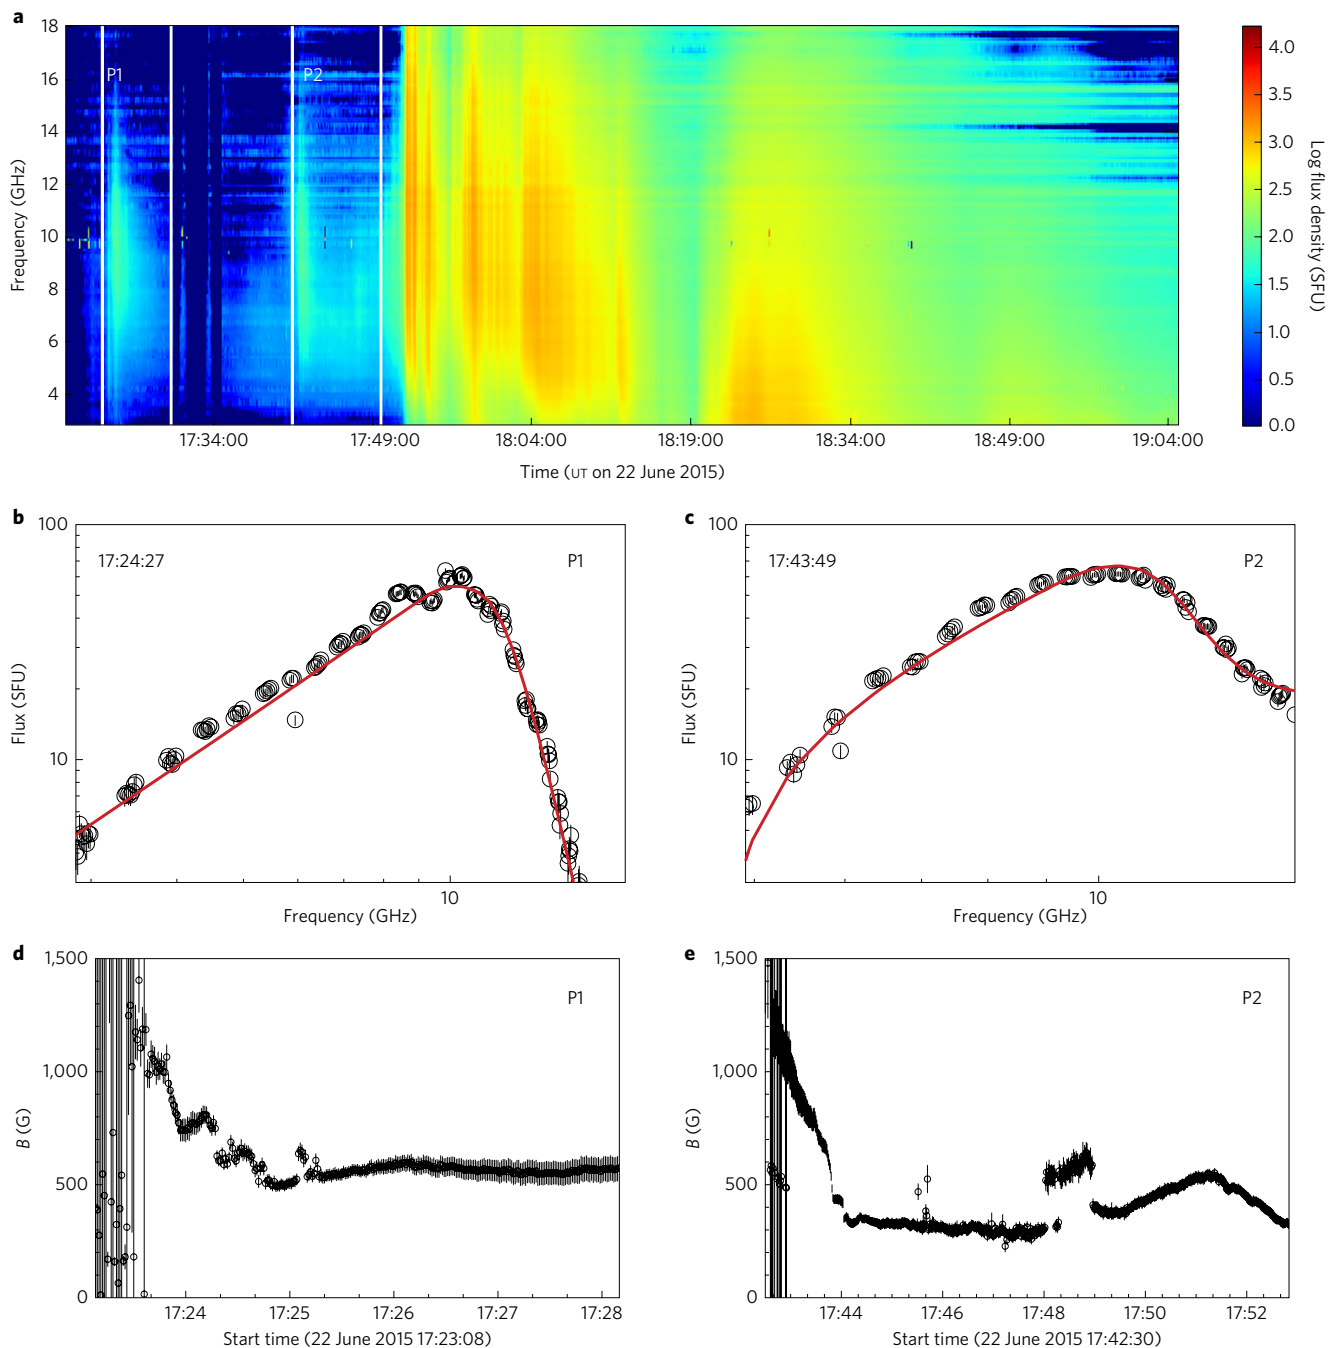 a
18
16
14
12
10
8
6
4
Frequency (GHz)
P1
P2
17:34:00
17:49:00
18:04:00
18:19:00
18:34:00
18:49:00
19:04:00
Time (UT on 22 June 2015)
4.0
3.5
3.0
2.5
2.0
1.5
1.0
0.5
0.0
Log flux density (SFU)
b
100
10
Flux (SFU)
17:24:27
P1
10
Frequency (GHz)
c
100
10
Flux (SFU)
17:43:49
P2
10
Frequency (GHz)
d
1,500
1,000
500
0
B (G)
P1
17:24
17:25
17:26
17:27
17:28
Start time (22 June 2015 17:23:08)
e
1,500
1,000
500
0
B (G)
P2
17:44
17:46
17:48
17:50
17:52
Start time (22 June 2015 17:42:30)